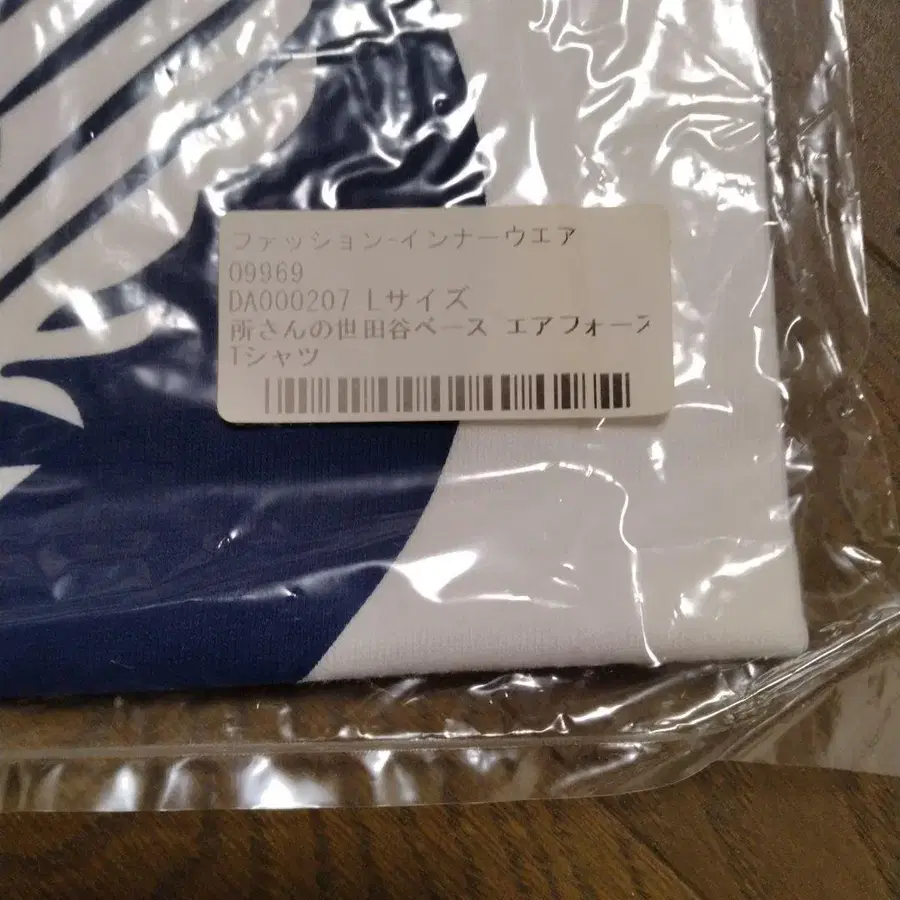 ファッション-インナーウエア
09969
DA000207 Lサイズ
所さんの世田谷ベース エアフォース
Tシャツ